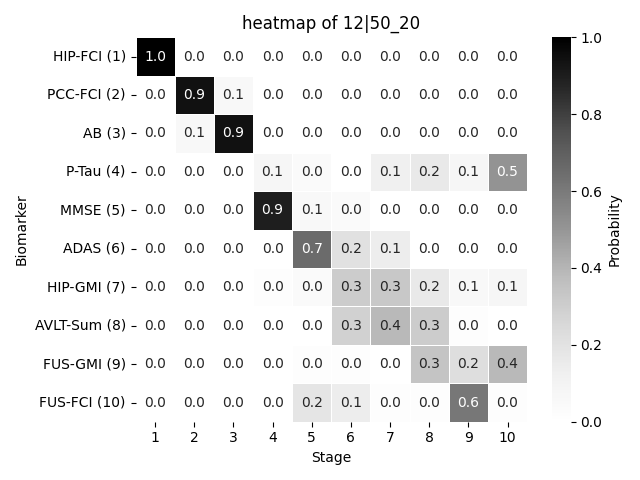 heatmap of 12|50_20
HIP-FCI (1) 1.0 0.0 0.0 0.0 0.0 0.0 0.0 0.0 0.0 0.0
PCC-FCI (2) 0.0 0.9 0.1 0.0 0.0 0.0 0.0 0.0 0.0 0.0
AB (3) 0.0 0.1 0.9 0.0 0.0 0.0 0.0 0.0 0.0 0.0
P-Tau (4) 0.0 0.0 0.0 0.1 0.0 0.0 0.1 0.2 0.1 0.5
MMSE (5) 0.0 0.0 0.0 0.9 0.1 0.0 0.0 0.0 0.0 0.0
ADAS (6) 0.0 0.0 0.0 0.0 0.7 0.2 0.1 0.0 0.0 0.0
HIP-GMI (7) 0.0 0.0 0.0 0.0 0.0 0.3 0.3 0.2 0.1 0.1
AVLT-Sum (8) 0.0 0.0 0.0 0.0 0.0 0.3 0.4 0.3 0.0 0.0
FUS-GMI (9) 0.0 0.0 0.0 0.0 0.0 0.0 0.0 0.3 0.2 0.4
FUS-FCI (10) 0.0 0.0 0.0 0.0 0.2 0.1 0.0 0.0 0.6 0.0
1 2 3 4 5 6 7 8 9 10
Stage
Biomarker
1.0
0.8
0.6
0.4
0.2
0.0
Probability